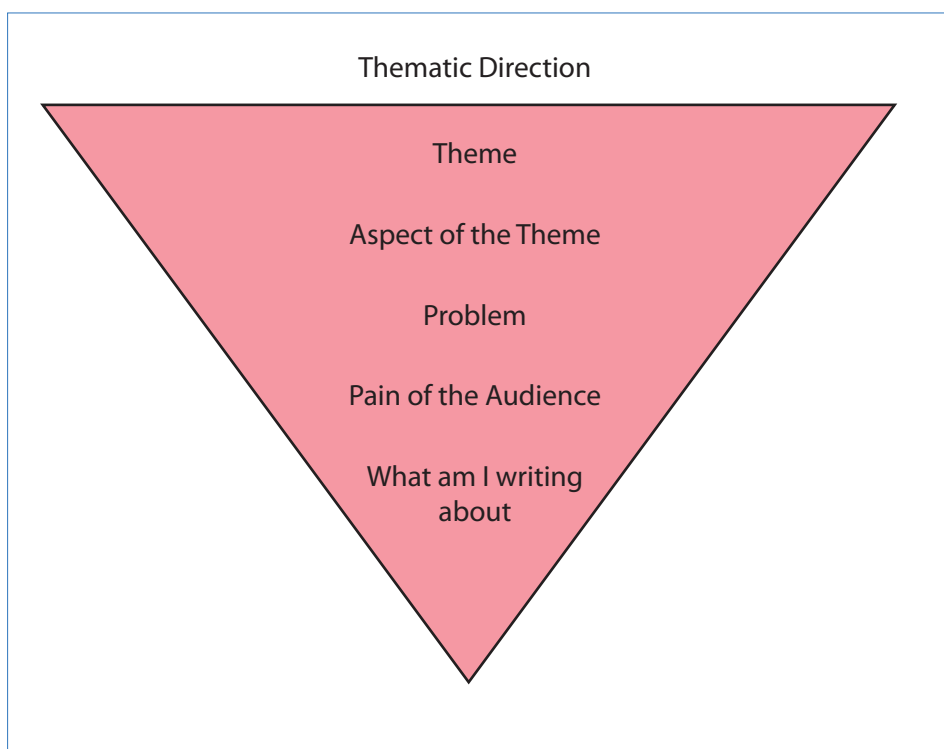 Thematic Direction
Theme
Aspect of the Theme
Problem
Pain of the Audience
What am I writing
about